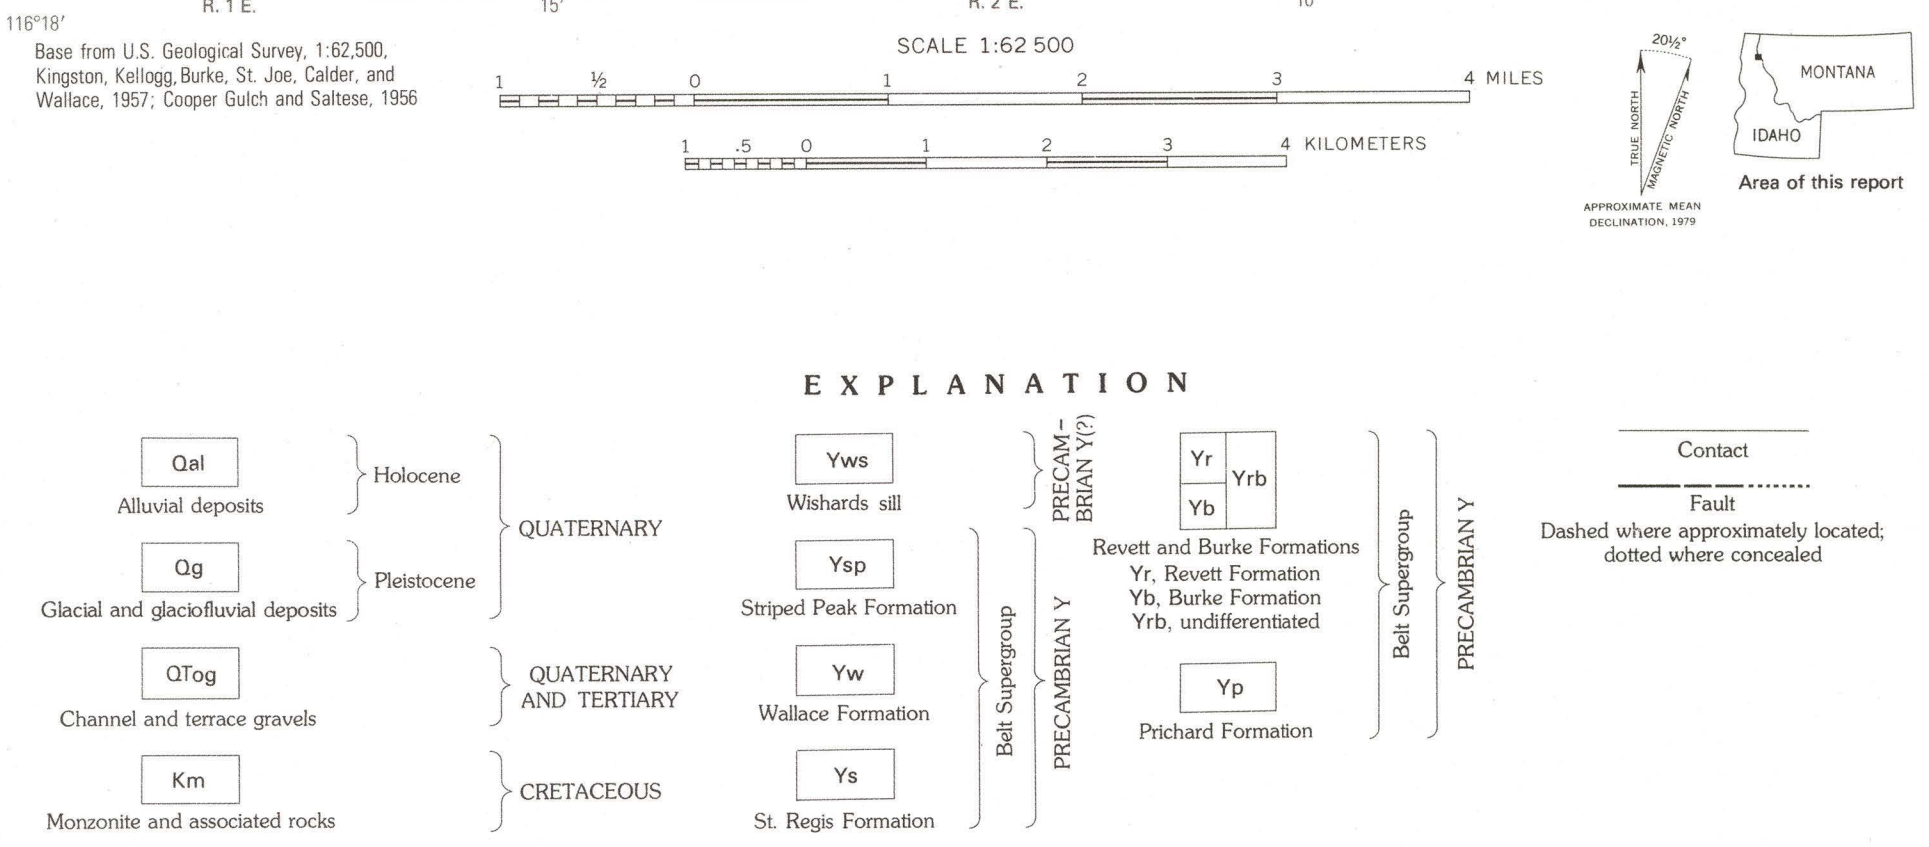 R. 1 E.
15'
R. 2 E.
10'
116°18'
Base from U.S. Geological Survey, 1:62,500,
Kingston, Kellogg, Burke, St. Joe, Calder, and
Wallace, 1957; Cooper Gulch and Saltese, 1956
SCALE 1:62 500
1 ½ 0 1 2 3 4 MILES
1 .5 0 1 2 3 4 KILOMETERS
20½°
TRUE NORTH
MAGNETIC NORTH
APPROXIMATE MEAN
DECLINATION, 1979
MONTANA
IDAHO
Area of this report
EXPLANATION
Qal
Alluvial deposits
Holocene
Qg
Glacial and glaciofluvial deposits
Pleistocene
QUATERNARY
QTog
Channel and terrace gravels
QUATERNARY
AND TERTIARY
Km
Monzonite and associated rocks
CRETACEOUS
Yws
Wishards sill
PRECAM-
BRIAN Y(?)
Ysp
Striped Peak Formation
Yw
Wallace Formation
Ys
St. Regis Formation
Belt Supergroup
PRECAMBRIAN Y
Yr
Yb
Yrb
Revett and Burke Formations
Yr, Revett Formation
Yb, Burke Formation
Yrb, undifferentiated
Yp
Prichard Formation
Belt Supergroup
PRECAMBRIAN Y
Contact
Fault
Dashed where approximately located;
dotted where concealed